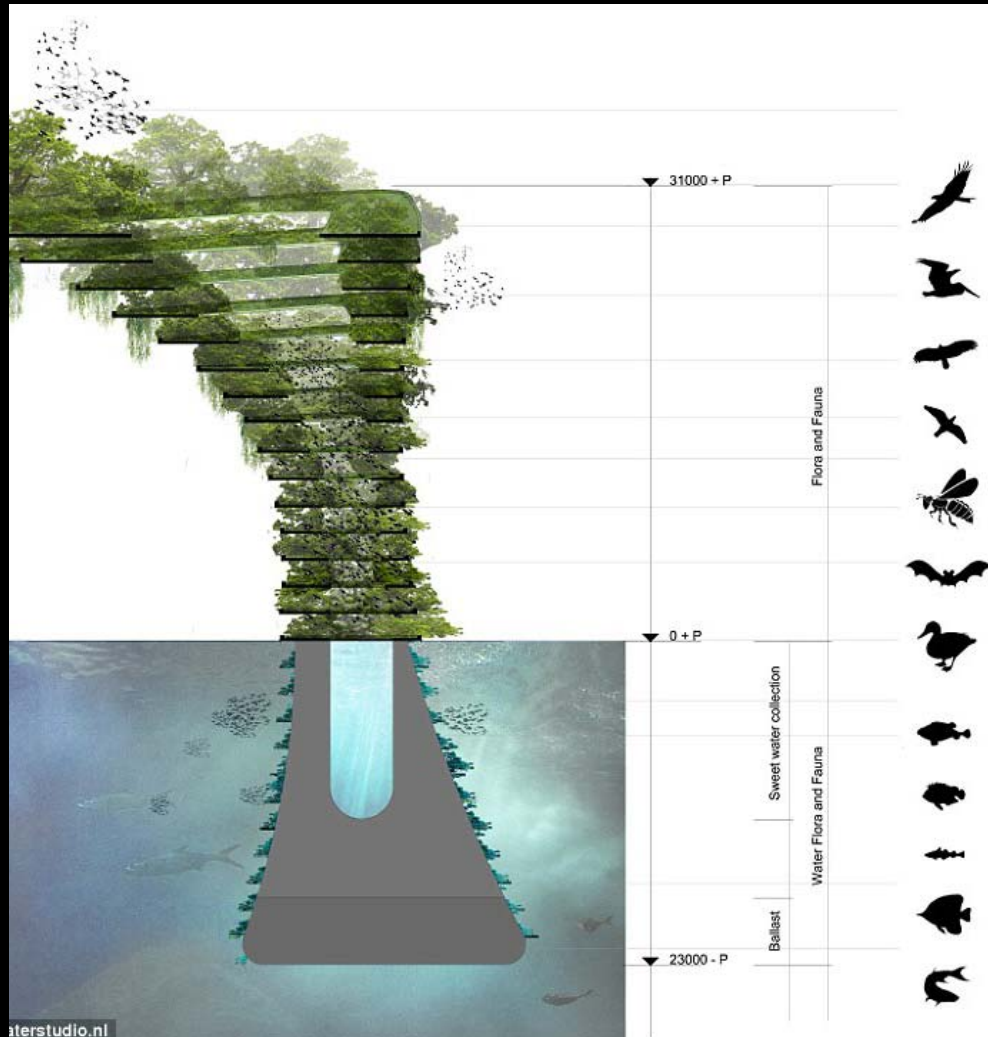 31000 + P
Flora and Fauna
0 + P
Sweet water collection
Water Flora and Fauna
Ballast
23000 - P
aterstudio.nl